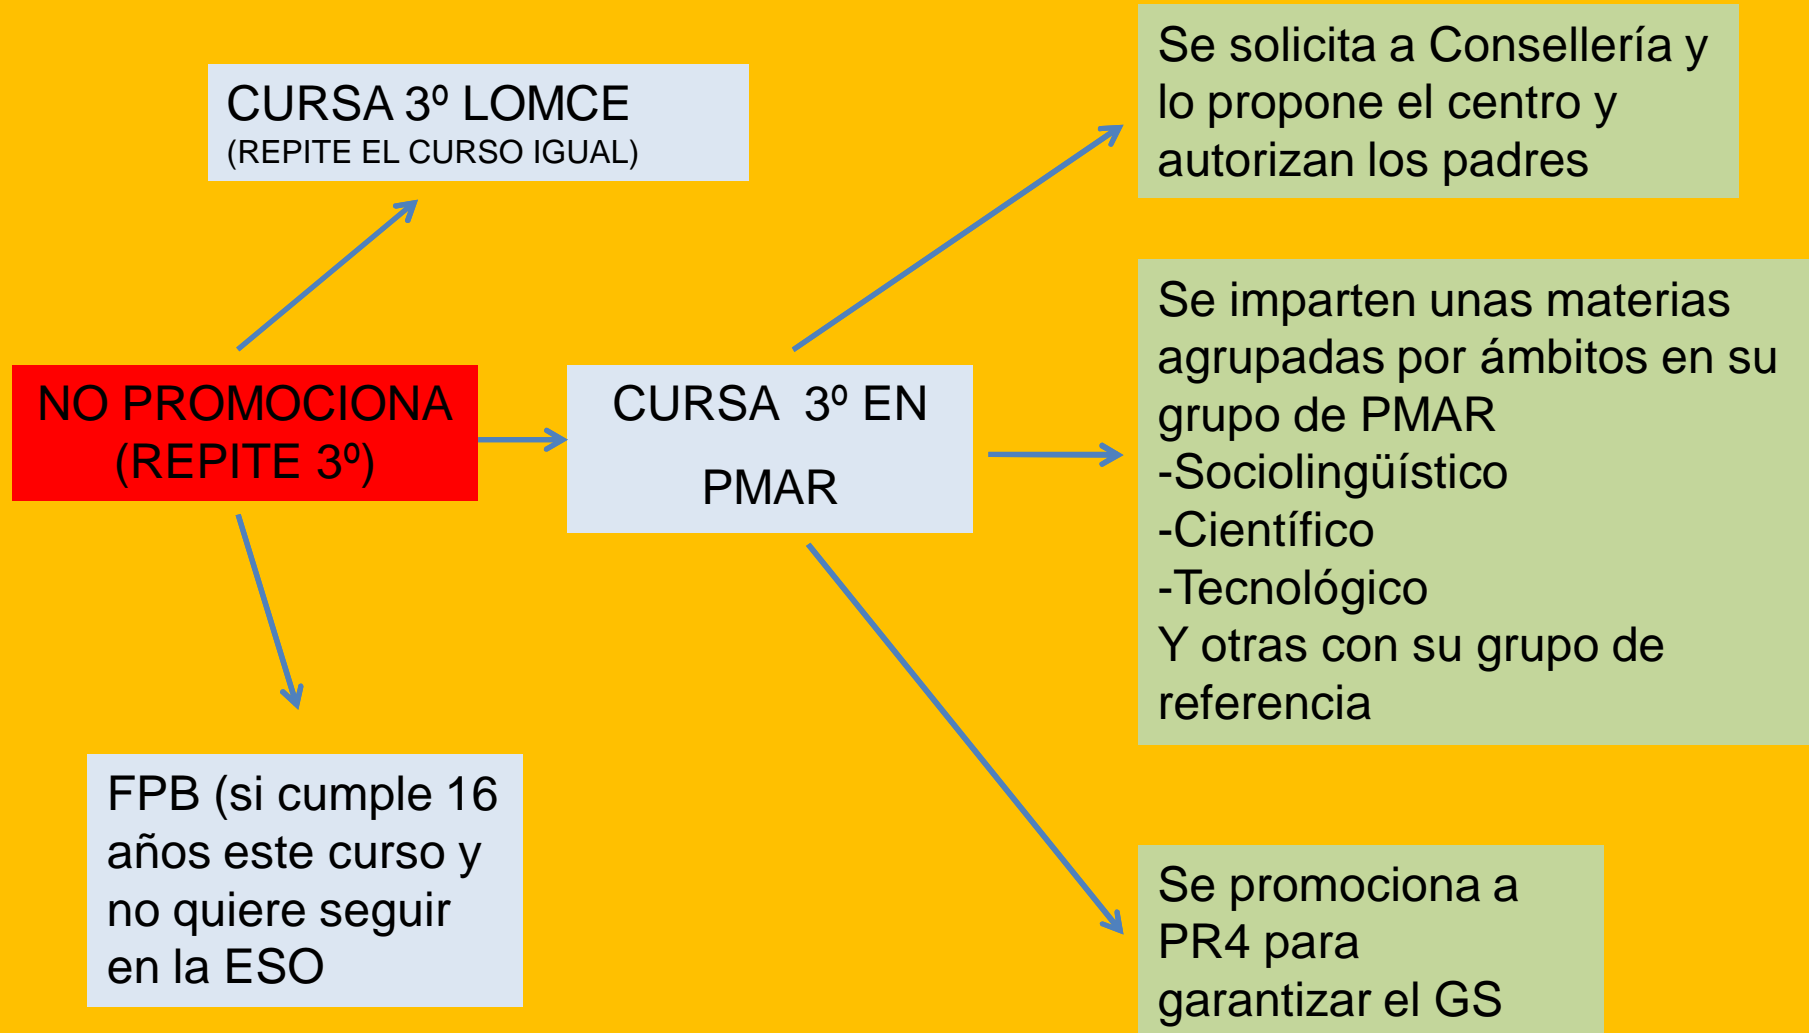 CURSA 3º LOMCE
(REPITE EL CURSO IGUAL)
Se solicita a Consellería y
lo propone el centro y
autorizan los padres
NO PROMOCIONA
(REPITE 3º)
CURSA 3º EN
PMAR
Se imparten unas materias
agrupadas por ámbitos en su
grupo de PMAR
-Sociolingüístico
-Científico
-Tecnológico
Y otras con su grupo de
referencia
FPB (si cumple 16
años este curso y
no quiere seguir
en la ESO
Se promociona a
PR4 para
garantizar el GS